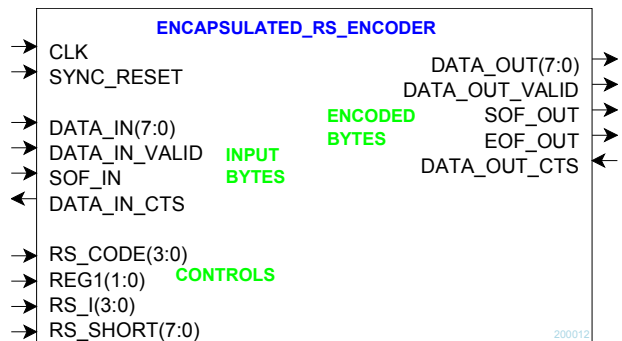 ENCAPSULATED_RS_ENCODER
CLK
SYNC_RESET
DATA_IN(7:0)
DATA_IN_VALID
SOF_IN
DATA_IN_CTS
INPUT
BYTES
RS_CODE(3:0)
REG1(1:0)
RS_I(3:0)
RS_SHORT(7:0)
CONTROLS
DATA_OUT(7:0)
DATA_OUT_VALID
SOF_OUT
EOF_OUT
DATA_OUT_CTS
ENCODED
BYTES
200012